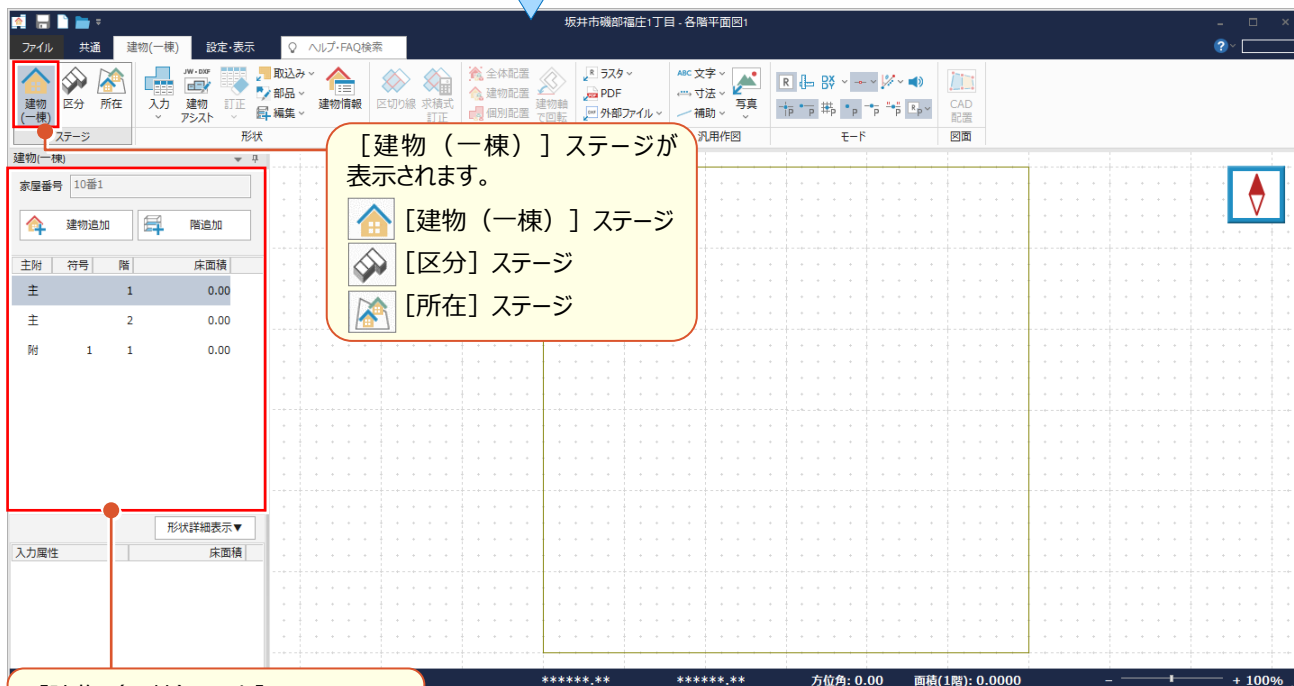 坂井市磯部福庄1丁目 - 各階平面図1
ファイル 共通 建物(一棟) 設定・表示 ヘルプ・FAQ検索
建物(一棟) 区分 所在 入力 建物アシスト 訂正 取込み 部品 編集 建物情報 区切り線 求積式訂正 全体配置 建物配置 個別配置 建物軸で回転 ラスタ PDF 外部ファイル ABC 文字 寸法 補助 写真 CAD配置
ステージ 形状 汎用作図 モード 図面
建物(一棟)
家屋番号 10番1
建物追加 階追加
主附 符号 階 床面積
主 1 0.00
主 2 0.00
附 1 1 0.00
形状詳細表示▼
入力属性 床面積
[建物(一棟)]ステージが
表示されます。
[建物(一棟)]ステージ
[区分]ステージ
[所在]ステージ
******.** ******.** 方位角: 0.00 面積(1階): 0.0000 − + 100%